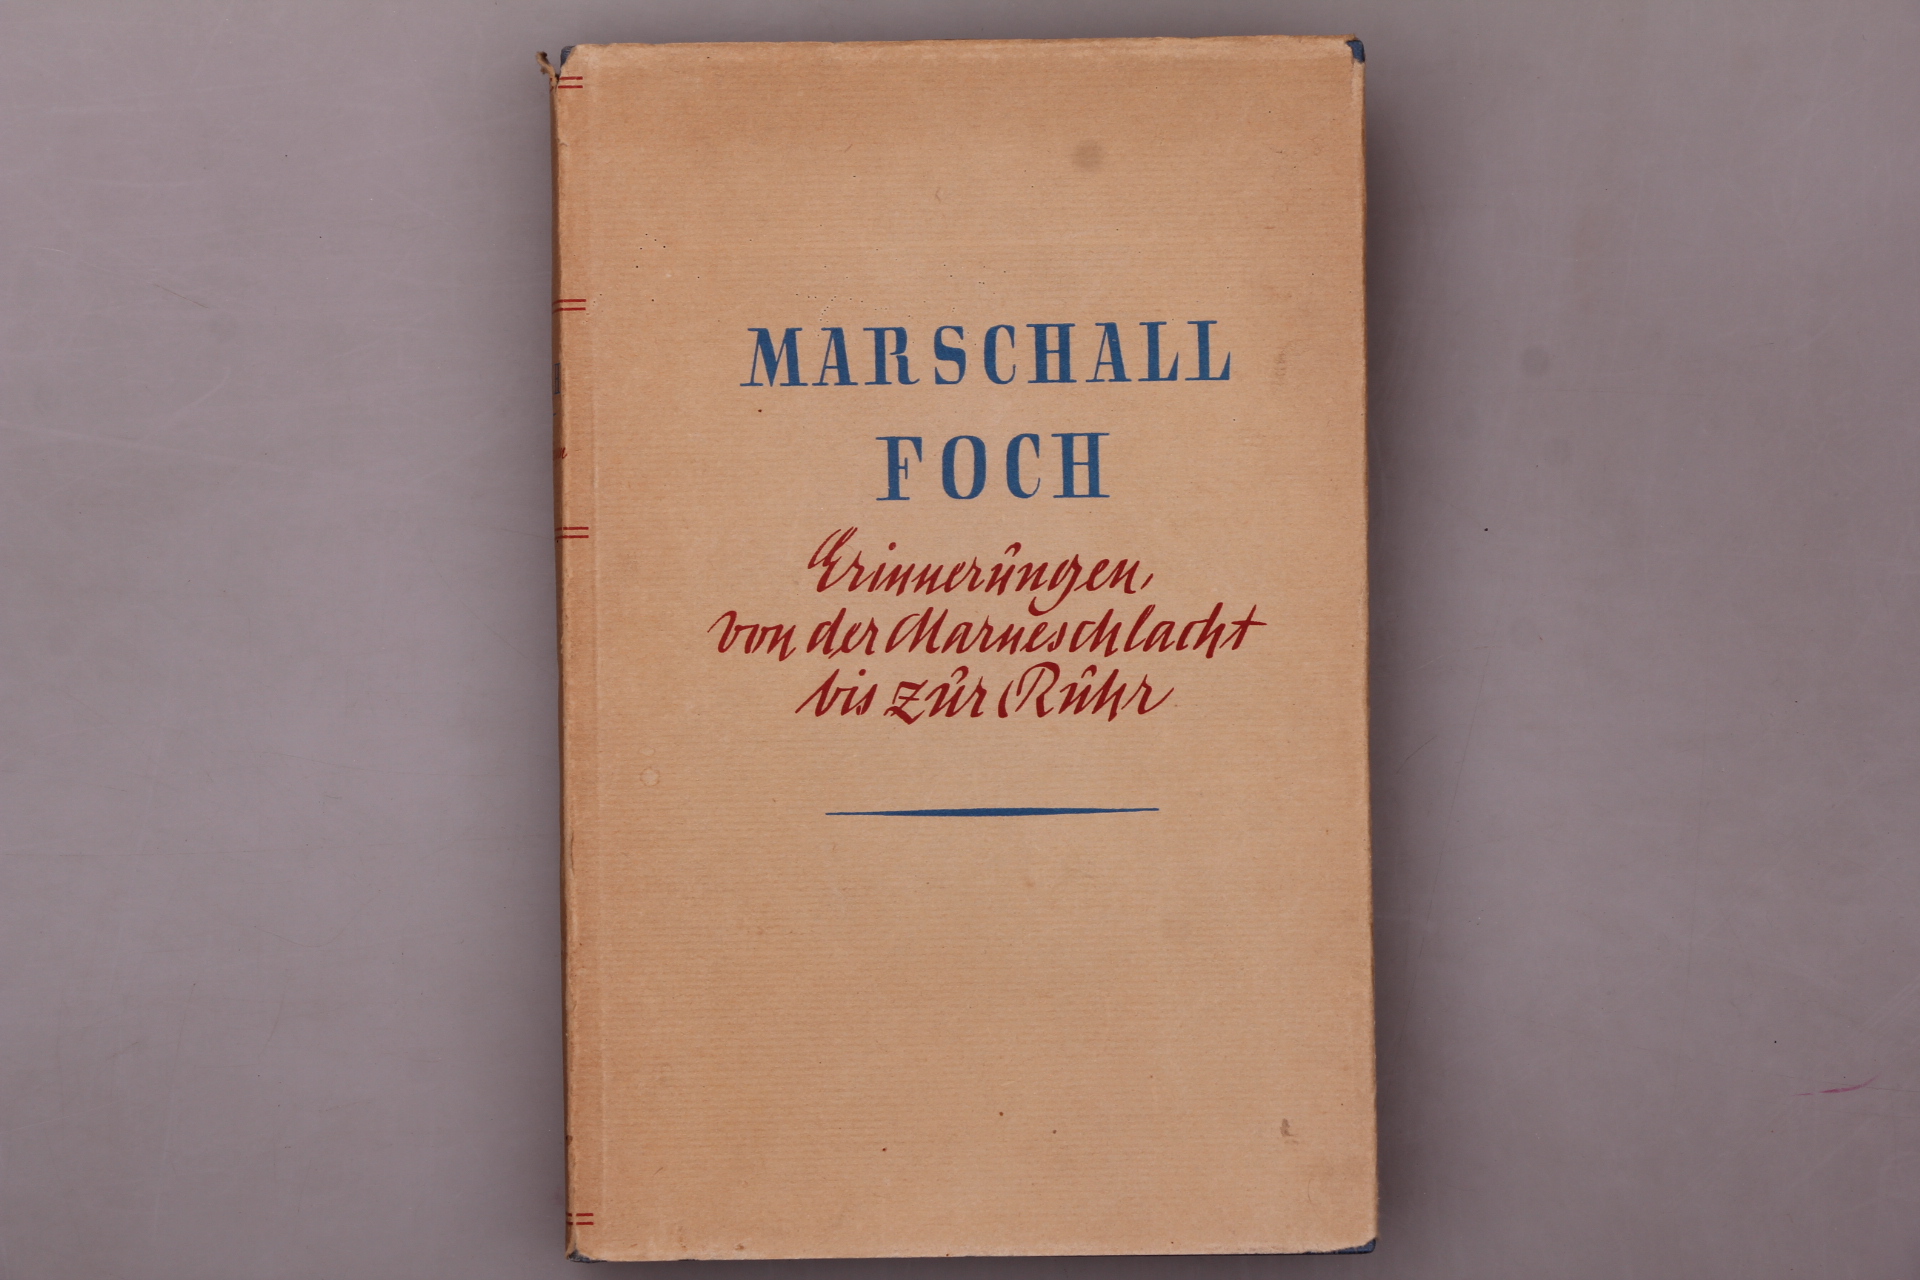 MARSCHALL
FOCH
Erinnerungen,
von der Marneschlacht
bis zur Ruhr